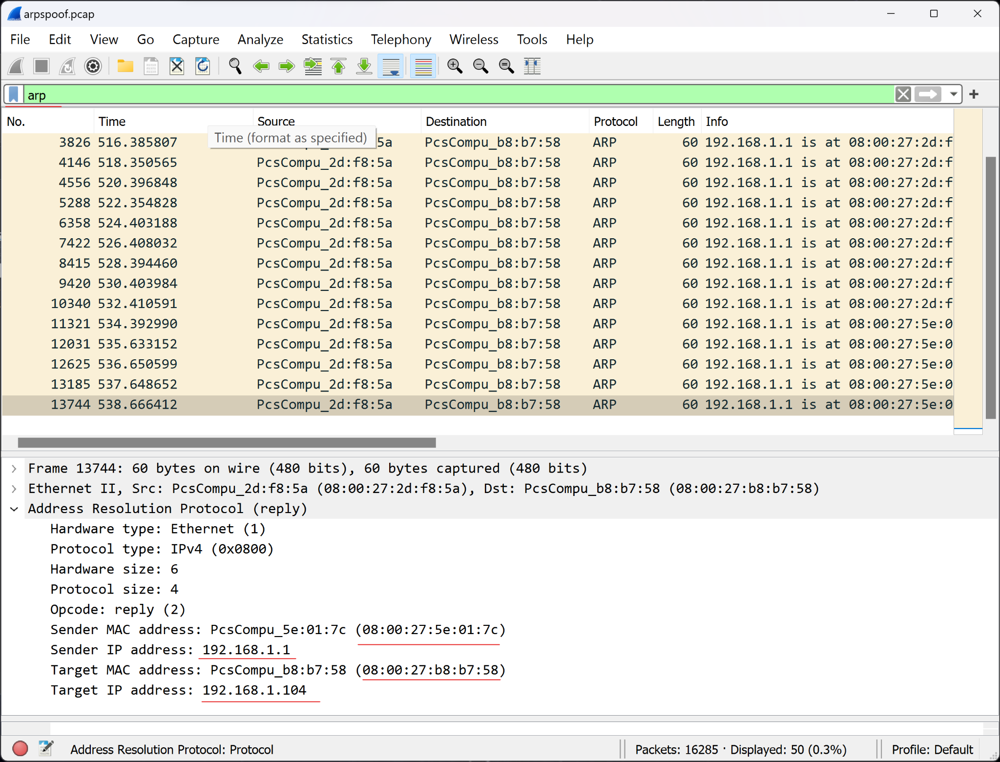 arpspoof.pcap
File Edit View Go Capture Analyze Statistics Telephony Wireless Tools Help
arp
No. Time Source Destination Protocol Length Info
Time (format as specified)
3826 516.385807 5a PcsCompu_b8:b7:58 ARP 60 192.168.1.1 is at 08:00:27:2d:f
4146 518.350565 PcsCompu_2d:f8:5a PcsCompu_b8:b7:58 ARP 60 192.168.1.1 is at 08:00:27:2d:f
4556 520.396848 PcsCompu_2d:f8:5a PcsCompu_b8:b7:58 ARP 60 192.168.1.1 is at 08:00:27:2d:f
5288 522.354828 PcsCompu_2d:f8:5a PcsCompu_b8:b7:58 ARP 60 192.168.1.1 is at 08:00:27:2d:f
6358 524.403188 PcsCompu_2d:f8:5a PcsCompu_b8:b7:58 ARP 60 192.168.1.1 is at 08:00:27:2d:f
7422 526.408032 PcsCompu_2d:f8:5a PcsCompu_b8:b7:58 ARP 60 192.168.1.1 is at 08:00:27:2d:f
8415 528.394460 PcsCompu_2d:f8:5a PcsCompu_b8:b7:58 ARP 60 192.168.1.1 is at 08:00:27:2d:f
9420 530.403984 PcsCompu_2d:f8:5a PcsCompu_b8:b7:58 ARP 60 192.168.1.1 is at 08:00:27:2d:f
10340 532.410591 PcsCompu_2d:f8:5a PcsCompu_b8:b7:58 ARP 60 192.168.1.1 is at 08:00:27:2d:f
11321 534.392990 PcsCompu_2d:f8:5a PcsCompu_b8:b7:58 ARP 60 192.168.1.1 is at 08:00:27:5e:0
12031 535.633152 PcsCompu_2d:f8:5a PcsCompu_b8:b7:58 ARP 60 192.168.1.1 is at 08:00:27:5e:0
12625 536.650599 PcsCompu_2d:f8:5a PcsCompu_b8:b7:58 ARP 60 192.168.1.1 is at 08:00:27:5e:0
13185 537.648652 PcsCompu_2d:f8:5a PcsCompu_b8:b7:58 ARP 60 192.168.1.1 is at 08:00:27:5e:0
13744 538.666412 PcsCompu_2d:f8:5a PcsCompu_b8:b7:58 ARP 60 192.168.1.1 is at 08:00:27:5e:0
Frame 13744: 60 bytes on wire (480 bits), 60 bytes captured (480 bits)
Ethernet II, Src: PcsCompu_2d:f8:5a (08:00:27:2d:f8:5a), Dst: PcsCompu_b8:b7:58 (08:00:27:b8:b7:58)
Address Resolution Protocol (reply)
Hardware type: Ethernet (1)
Protocol type: IPv4 (0x0800)
Hardware size: 6
Protocol size: 4
Opcode: reply (2)
Sender MAC address: PcsCompu_5e:01:7c (08:00:27:5e:01:7c)
Sender IP address: 192.168.1.1
Target MAC address: PcsCompu_b8:b7:58 (08:00:27:b8:b7:58)
Target IP address: 192.168.1.104
Address Resolution Protocol: Protocol Packets: 16285 · Displayed: 50 (0.3%) Profile: Default